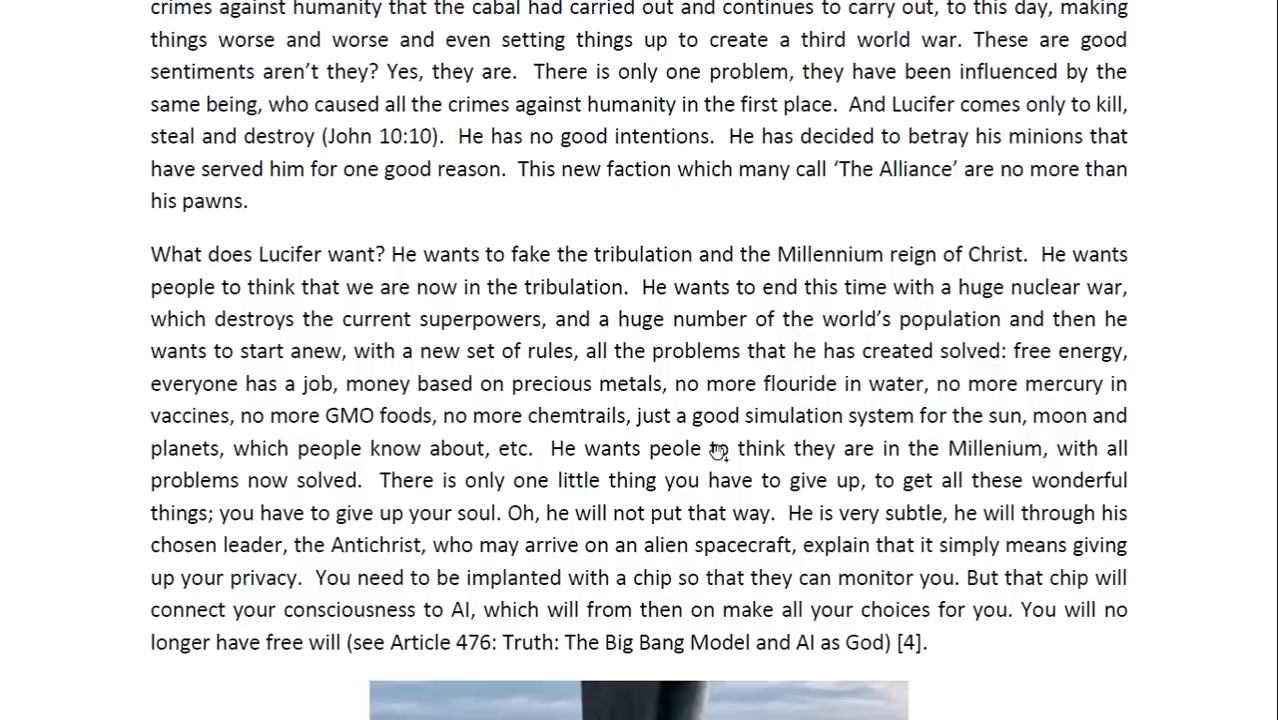 crimes against humanity that the cabal had carried out and continues to carry out, to this day, making
things worse and worse and even setting things up to create a third world war. These are good
sentiments aren’t they? Yes, they are. There is only one problem, they have been influenced by the
same being, who caused all the crimes against humanity in the first place. And Lucifer comes only to kill,
steal and destroy (John 10:10). He has no good intentions. He has decided to betray his minions that
have served him for one good reason. This new faction which many call ‘The Alliance’ are no more than
his pawns.
What does Lucifer want? He wants to fake the tribulation and the Millennium reign of Christ. He wants
people to think that we are now in the tribulation. He wants to end this time with a huge nuclear war,
which destroys the current superpowers, and a huge number of the world’s population and then he
wants to start anew, with a new set of rules, all the problems that he has created solved: free energy,
everyone has a job, money based on precious metals, no more flouride in water, no more mercury in
vaccines, no more GMO foods, no more chemtrails, just a good simulation system for the sun, moon and
planets, which people know about, etc. He wants peole to think they are in the Millenium, with all
problems now solved. There is only one little thing you have to give up, to get all these wonderful
things; you have to give up your soul. Oh, he will not put that way. He is very subtle, he will through his
chosen leader, the Antichrist, who may arrive on an alien spacecraft, explain that it simply means giving
up your privacy. You need to be implanted with a chip so that they can monitor you. But that chip will
connect your consciousness to AI, which will from then on make all your choices for you. You will no
longer have free will (see Article 476: Truth: The Big Bang Model and AI as God) [4].